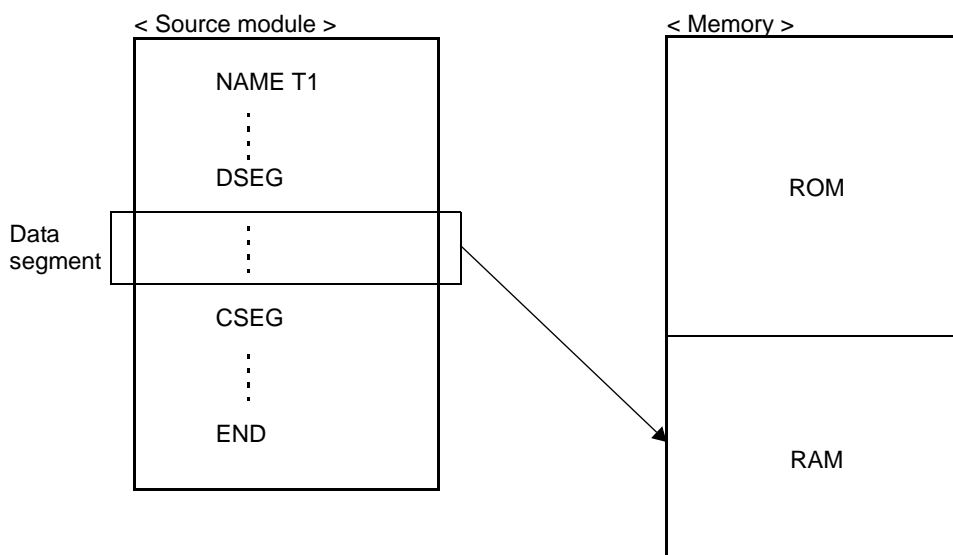 < Source module >
NAME T1
DSEG
Data
segment
CSEG
END
< Memory >
ROM
RAM